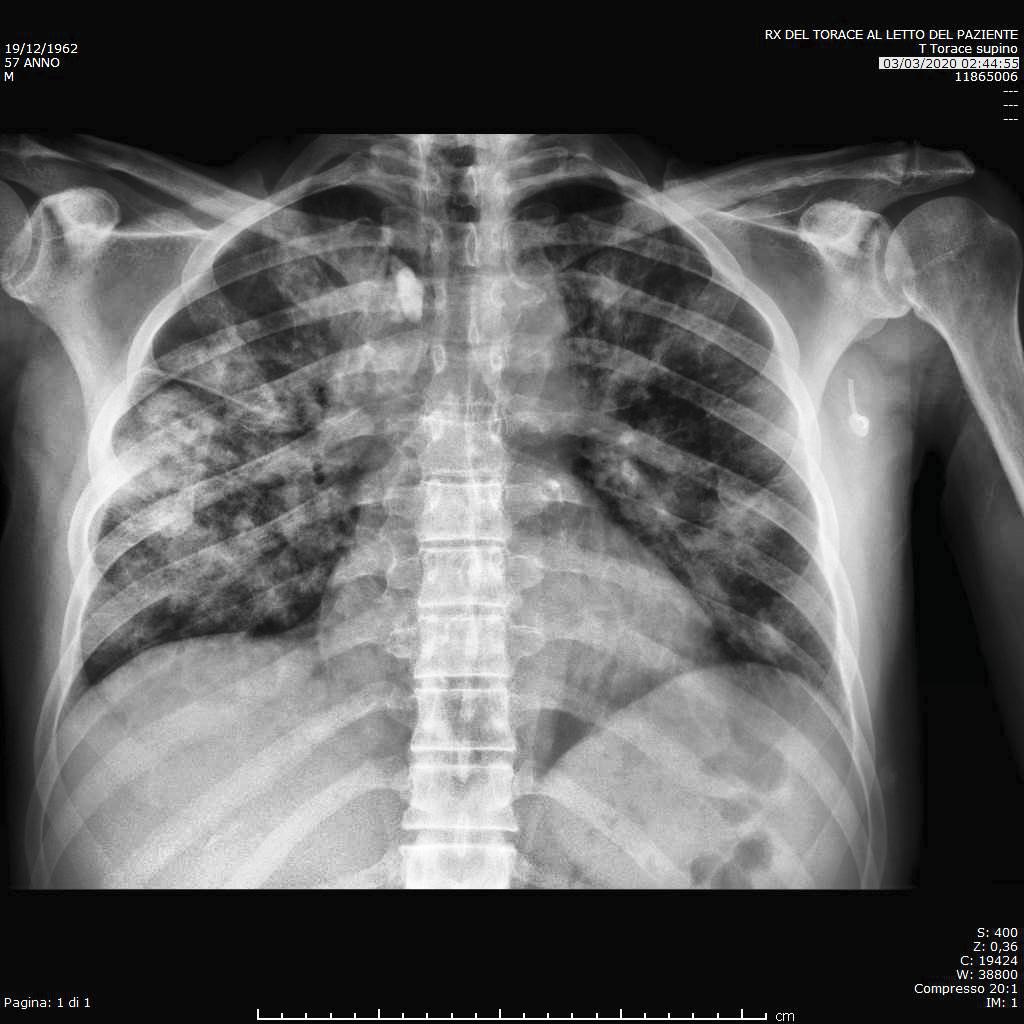 19/12/1962
57 ANNO
M
RX DEL TORACE AL LETTO DEL PAZIENTE
T Torace supino
03/03/2020 02:44:55
11865006
---
---
---
S: 400
Z: 0,36
C: 19424
W: 38800
Compresso 20:1
IM: 1
Pagina: 1 di 1
cm